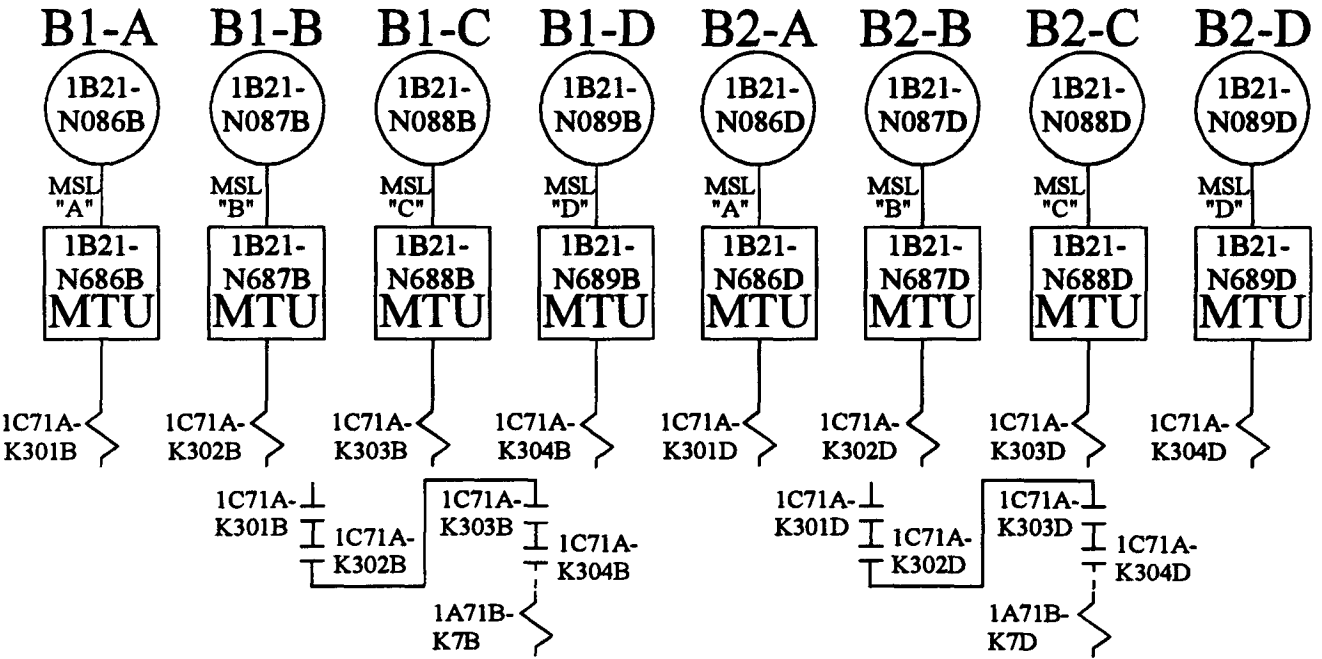 B1-A B1-B B1-C B1-D B2-A B2-B B2-C B2-D
1B21- 1B21- 1B21- 1B21- 1B21- 1B21- 1B21- 1B21-
N086B N087B N088B N089B N086D N087D N088D N089D
MSL MSL MSL MSL MSL MSL MSL MSL
"A" "B" "C" "D" "A" "B" "C" "D"
1B21- 1B21- 1B21- 1B21- 1B21- 1B21- 1B21- 1B21-
N686B N687B N688B N689B N686D N687D N688D N689D
MTU MTU MTU MTU MTU MTU MTU MTU
1C71A- 1C71A- 1C71A- 1C71A- 1C71A- 1C71A- 1C71A- 1C71A-
K301B K302B K303B K304B K301D K302D K303D K304D
1C71A- 1C71A- 1C71A- 1C71A-
K301B K303B K301D K303D
1C71A- 1C71A- 1C71A- 1C71A-
K302B K304B K302D K304D
1A71B- 1A71B-
K7B K7D